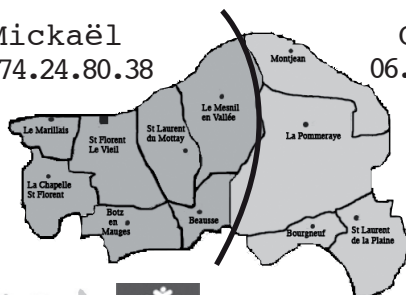 Mickaël
74.24.80.38
06.
Montjean
Le Mesnil
en Vallée
Le Marillais
St Florent
Le Vieil
St Laurent
du Mottay
La Pommeraye
La Chapelle
St Florent
Botz
en
Mauges
Beausse
Bourgneuf
St Laurent
de la Plaine